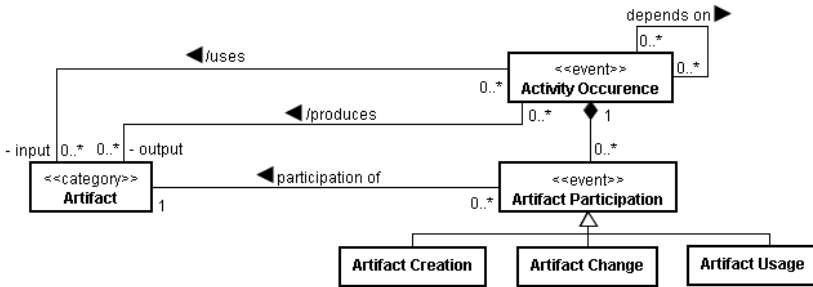 depends on
0..*
/uses
<<event>>
Activity Occurence
0..*
0..*
/produces
0..*
1
- input
0..*
0..*
- output
0..*
<<category>>
Artifact
participation of
<<event>>
Artifact Participation
1
0..*
Artifact Creation
Artifact Change
Artifact Usage